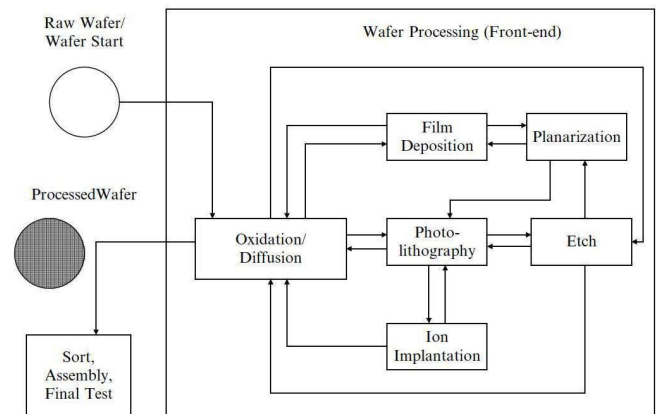 Raw Wafer/
Wafer Start
Wafer Processing (Front-end)
Film
Deposition
Planarization
ProcessedWafer
Oxidation/
Diffusion
Photo-
lithography
Etch
Ion
Implantation
Sort,
Assembly,
Final Test